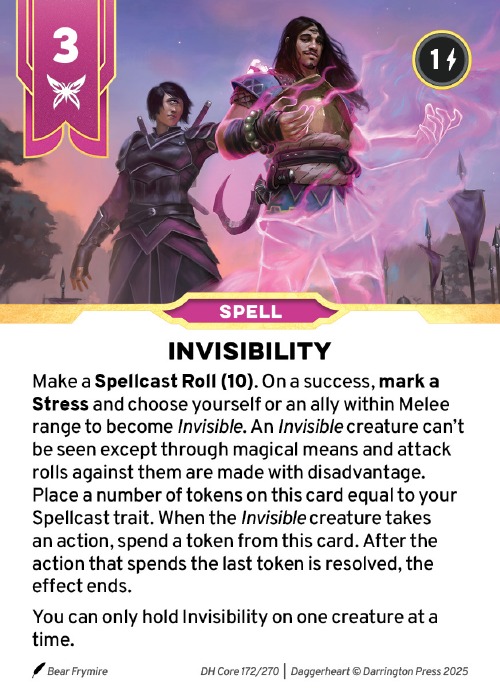 3
1
SPELL
INVISIBILITY
Make a Spellcast Roll (10). On a success, mark a
Stress and choose yourself or an ally within Melee
range to become Invisible. An Invisible creature can't
be seen except through magical means and attack
rolls against them are made with disadvantage.
Place a number of tokens on this card equal to your
Spellcast trait. When the Invisible creature takes
an action, spend a token from this card. After the
action that spends the last token is resolved, the
effect ends.
You can only hold Invisibility on one creature at a
time.
Bear Frymire DH Core 172/270 | Daggerheart © Darrington Press 2025